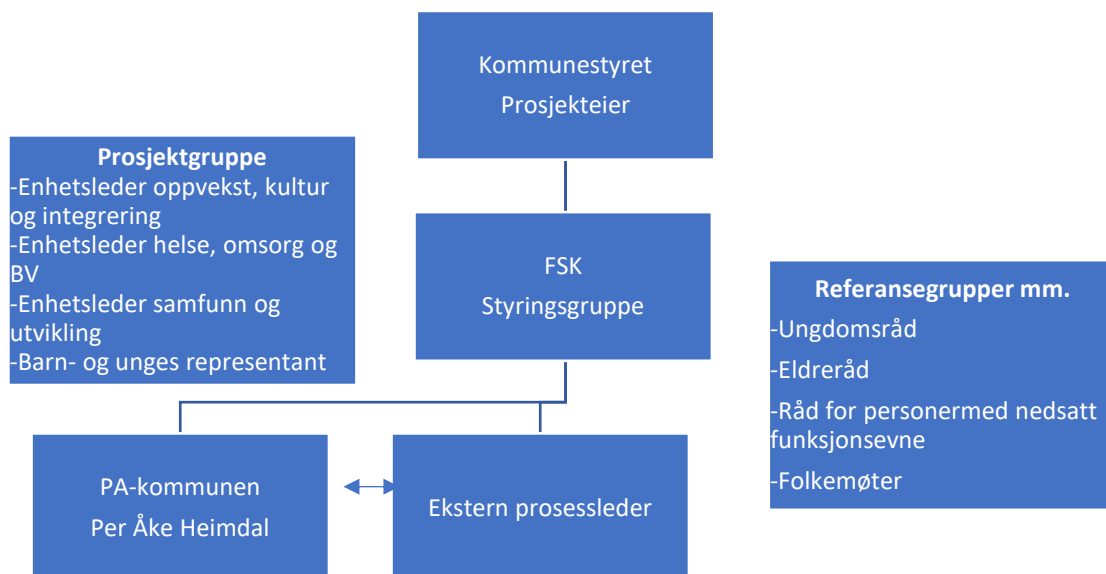 Kommunestyret
Prosjekteier
Prosjektgruppe
-Enhetsleder oppvekst, kultur
og integrering
-Enhetsleder helse, omsorg og
BV
-Enhetsleder samfunn og
utvikling
-Barn- og unges representant
FSK
Styringsgruppe
Referansegrupper mm.
-Ungdomsråd
-Eldreråd
-Råd for personermed nedsatt
funksjonsevne
-Folkemøter
PA-kommunen
Per Åke Heimdal
Ekstern prosessleder